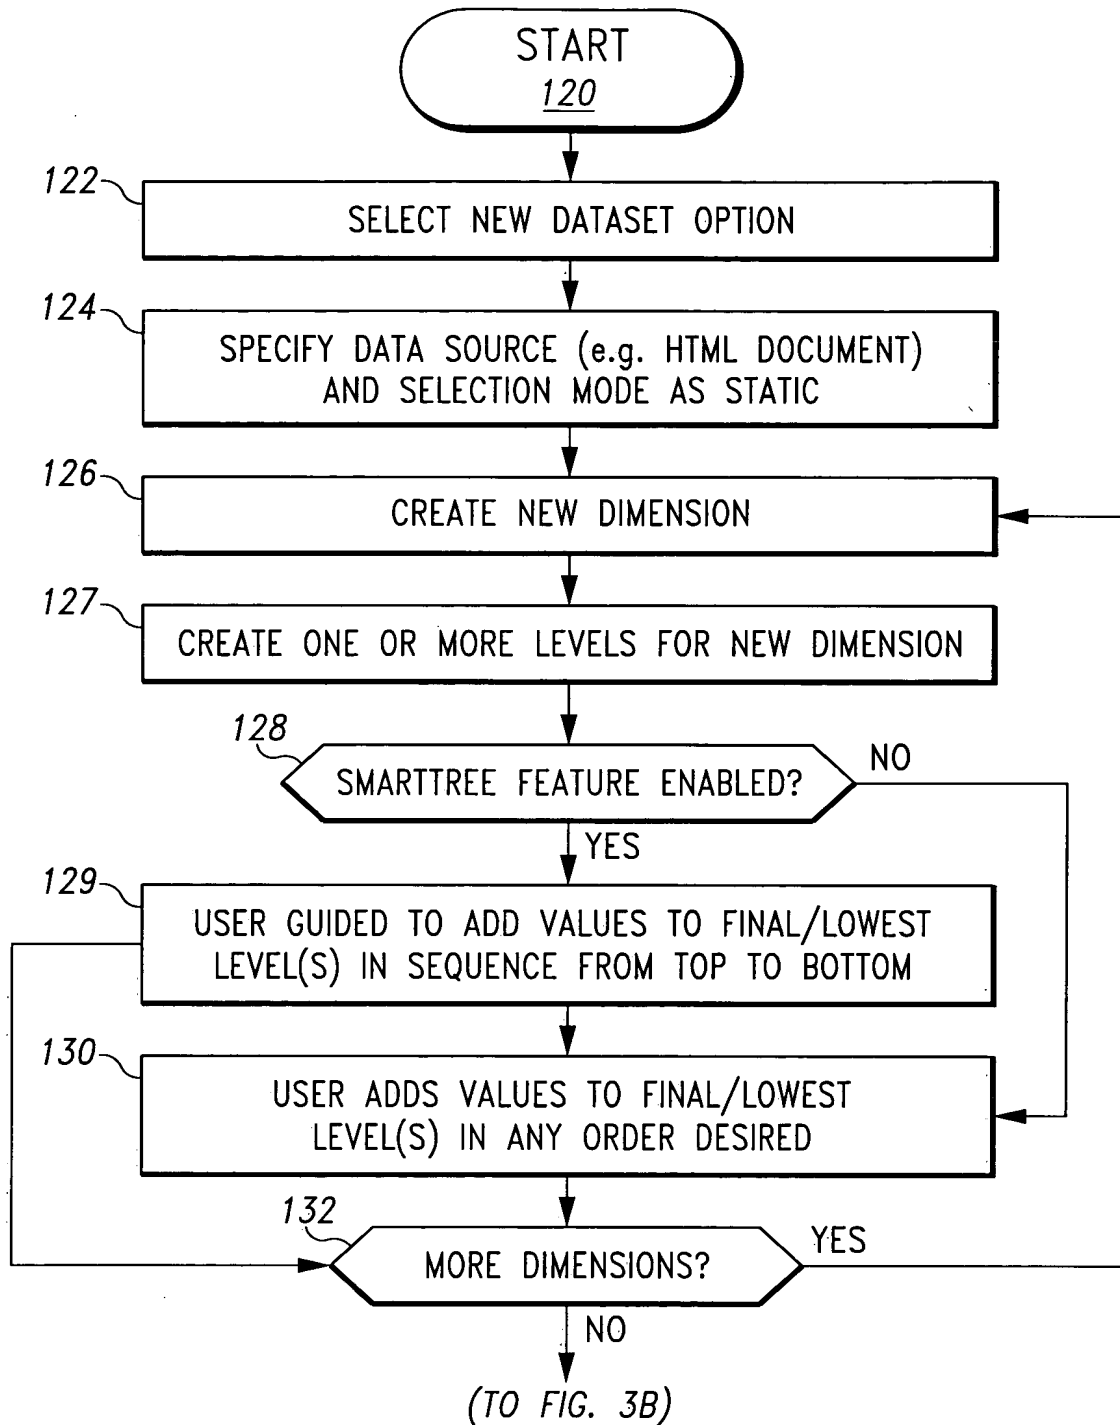 START
120
122
SELECT NEW DATASET OPTION
124
SPECIFY DATA SOURCE (e.g. HTML DOCUMENT)
AND SELECTION MODE AS STATIC
126
CREATE NEW DIMENSION
127
CREATE ONE OR MORE LEVELS FOR NEW DIMENSION
128
SMARTTREE FEATURE ENABLED?
NO
YES
129
USER GUIDED TO ADD VALUES TO FINAL/LOWEST
LEVEL(S) IN SEQUENCE FROM TOP TO BOTTOM
130
USER ADDS VALUES TO FINAL/LOWEST
LEVEL(S) IN ANY ORDER DESIRED
132
MORE DIMENSIONS?
YES
NO
(TO FIG. 3B)